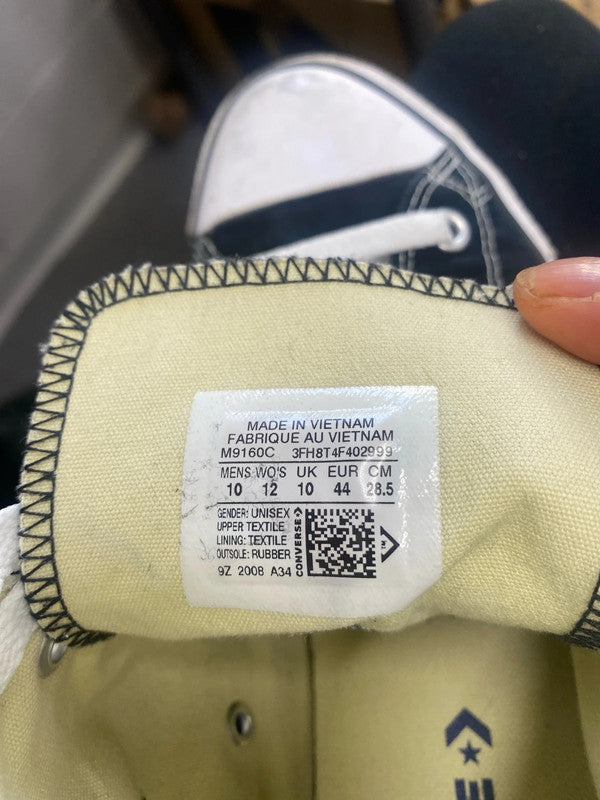 MADE IN VIETNAM
FABRIQUE AU VIETNAM
M9160C 3FH8T4F402999
MENS WO'S UK EUR CM
10 12 10 44 28.5
GENDER: UNISEX
UPPER TEXTILE
LINING: TEXTILE
OUTSOLE: RUBBER
CONVERSE
TM
9Z 2008 A34